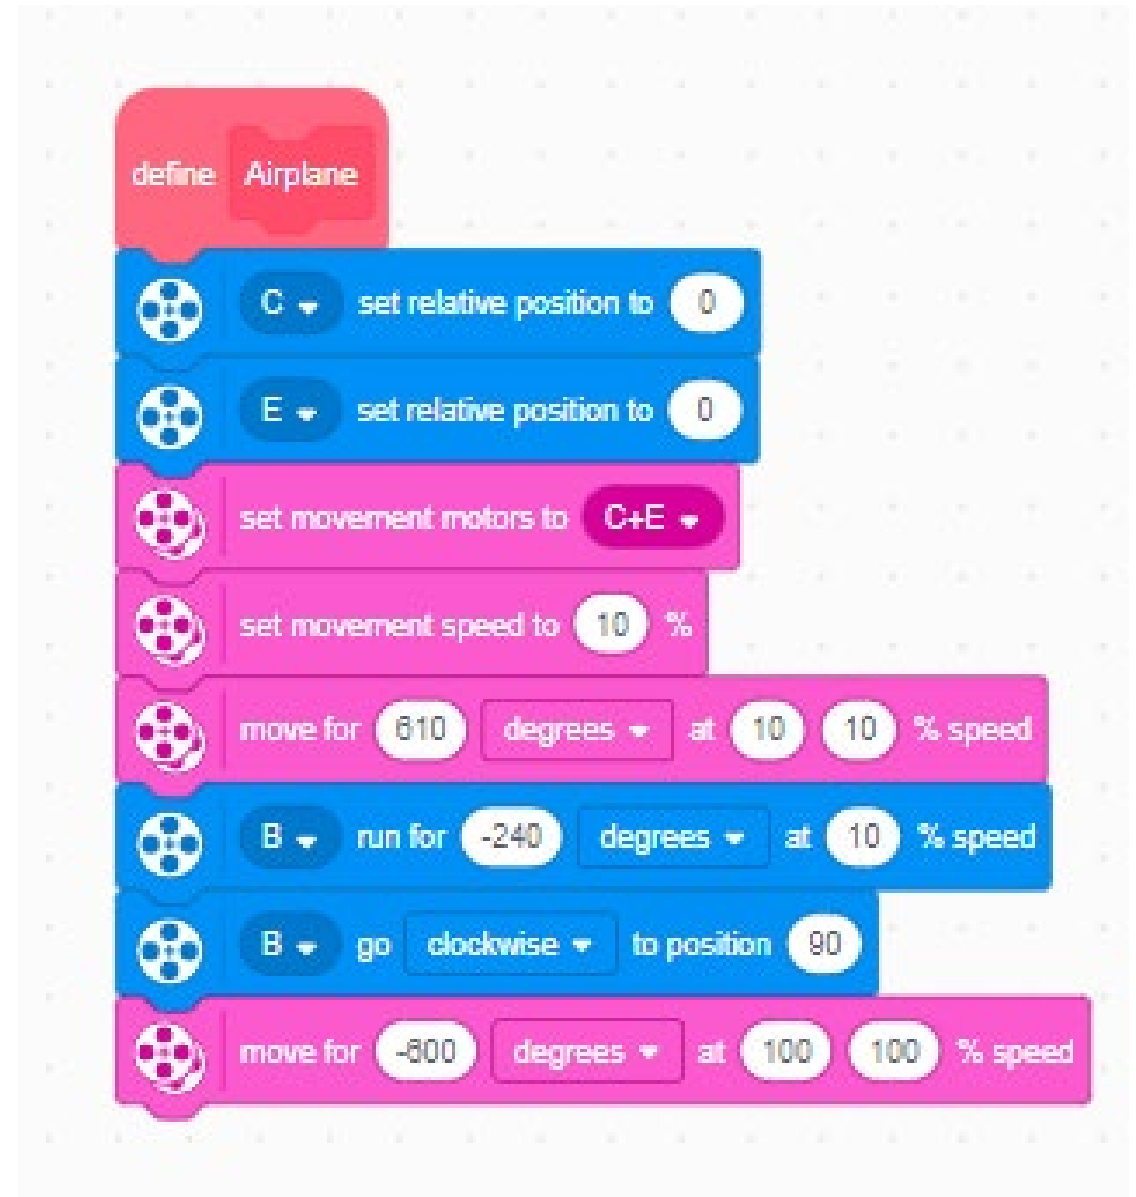 define Airplane
C set relative position to 0
E set relative position to 0
set movement motors to C+E
set movement speed to 10 %
move for 610 degrees at 10 10 % speed
B run for -240 degrees at 10 % speed
B go clockwise to position 90
move for -600 degrees at 100 100 % speed